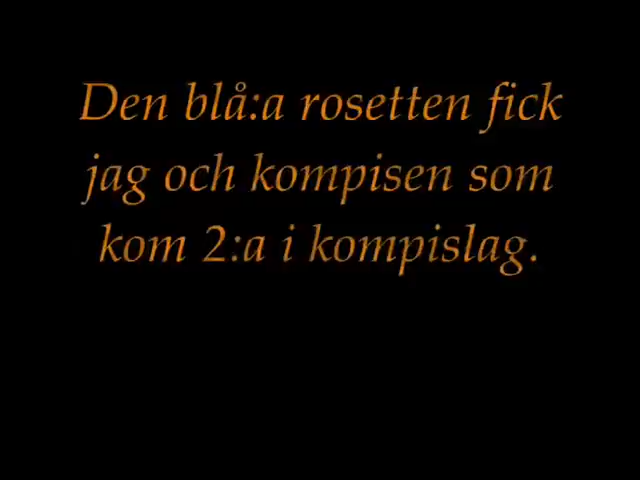 Den blå:a rosetten fick
jag och kompisen som
kom 2:a i kompislag.